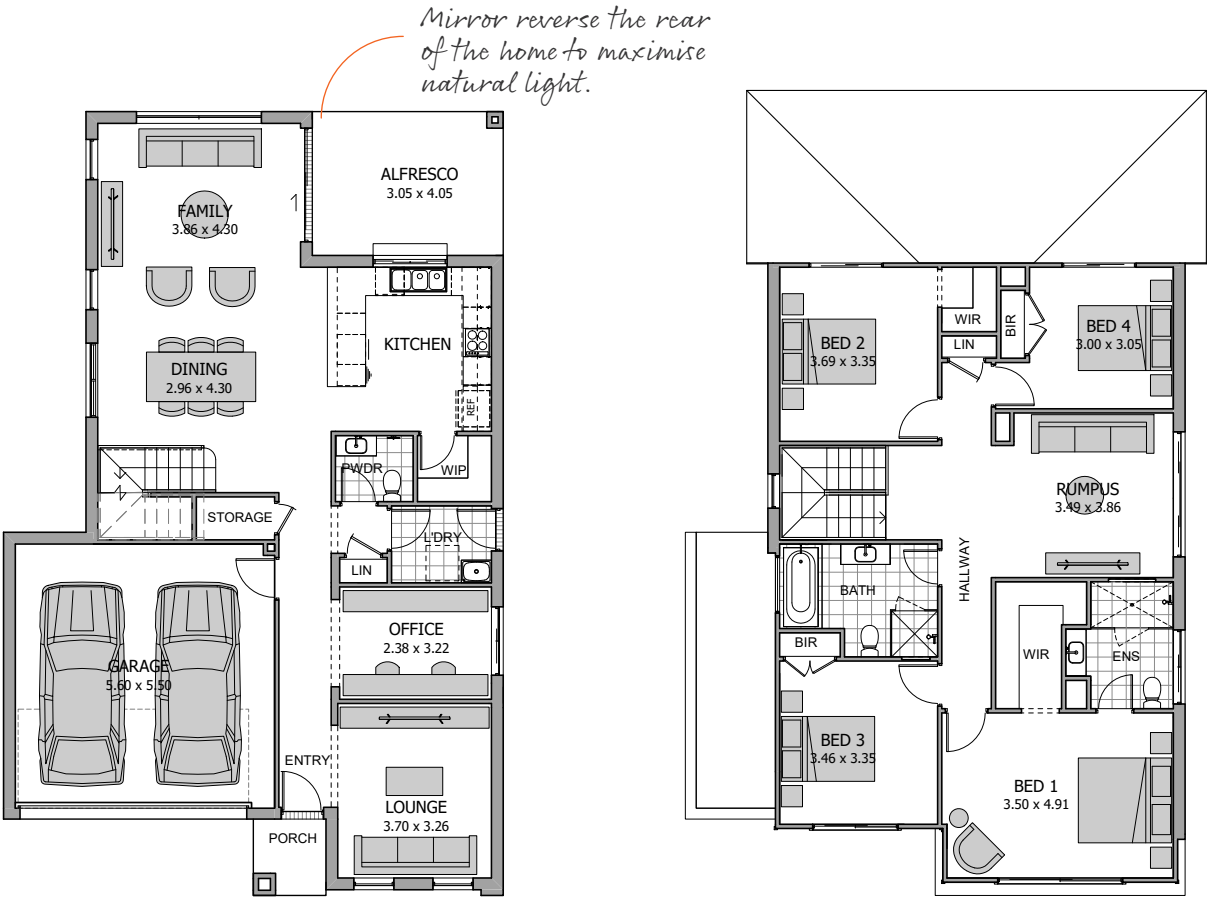 Mirror reverse the rear
of the home to maximise
natural light.
ALFRESCO
3.05 x 4.05
FAMILY
3.86 x 4.30
KITCHEN
DINING
2.96 x 4.30
REF
PWDR
WIP
STORAGE
L'DRY
LIN
OFFICE
2.38 x 3.22
GARAGE
5.60 x 5.50
ENTRY
LOUNGE
3.70 x 3.26
PORCH
WIR
BIR
BED 4
3.00 x 3.05
BED 2
3.69 x 3.35
LIN
RUMPUS
3.49 x 3.86
HALLWAY
BATH
BIR
WIR
ENS
BED 3
3.46 x 3.35
BED 1
3.50 x 4.91